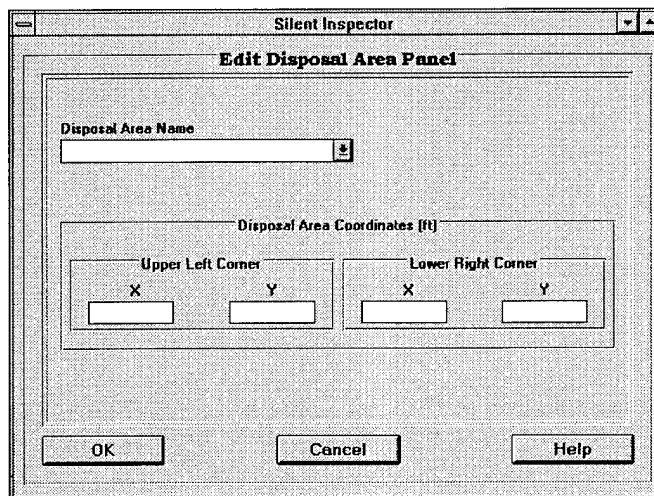 Silent Inspector
Edit Disposal Area Panel
Disposal Area Name
Disposal Area Coordinates (ft)
Upper Left Corner Lower Right Corner
X Y X Y
OK Cancel Help